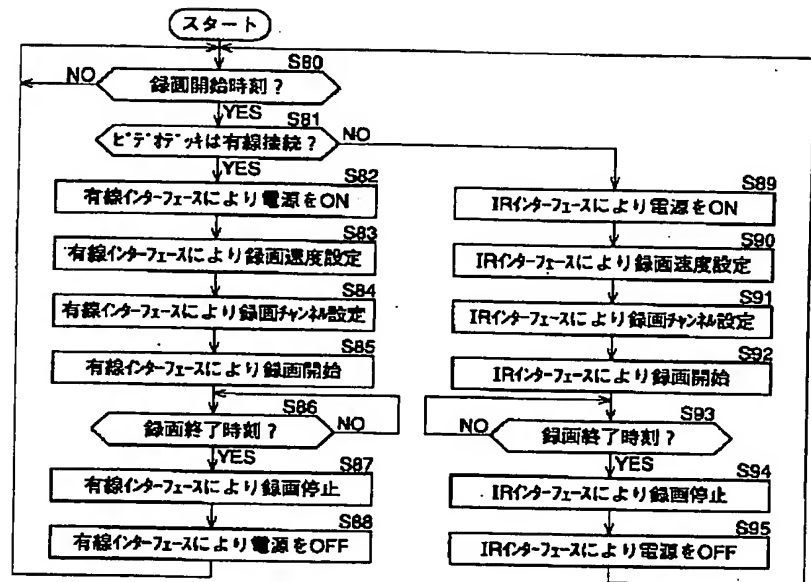 スタート
S80
録画開始時刻？
NO
YES
S81
ビデオデッキは有線接続？
NO
YES
S82
有線インターフェースにより電源をON
S83
有線インターフェースにより録画速度設定
S84
有線インターフェースにより録画チャンネル設定
S85
有線インターフェースにより録画開始
S86
録画終了時刻？
NO
YES
S87
有線インターフェースにより録画停止
S88
有線インターフェースにより電源をOFF
S89
IRインターフェースにより電源をON
S90
IRインターフェースにより録画速度設定
S91
IRインターフェースにより録画チャンネル設定
S92
IRインターフェースにより録画開始
S93
NO
録画終了時刻？
YES
S94
IRインターフェースにより録画停止
S95
IRインターフェースにより電源をOFF